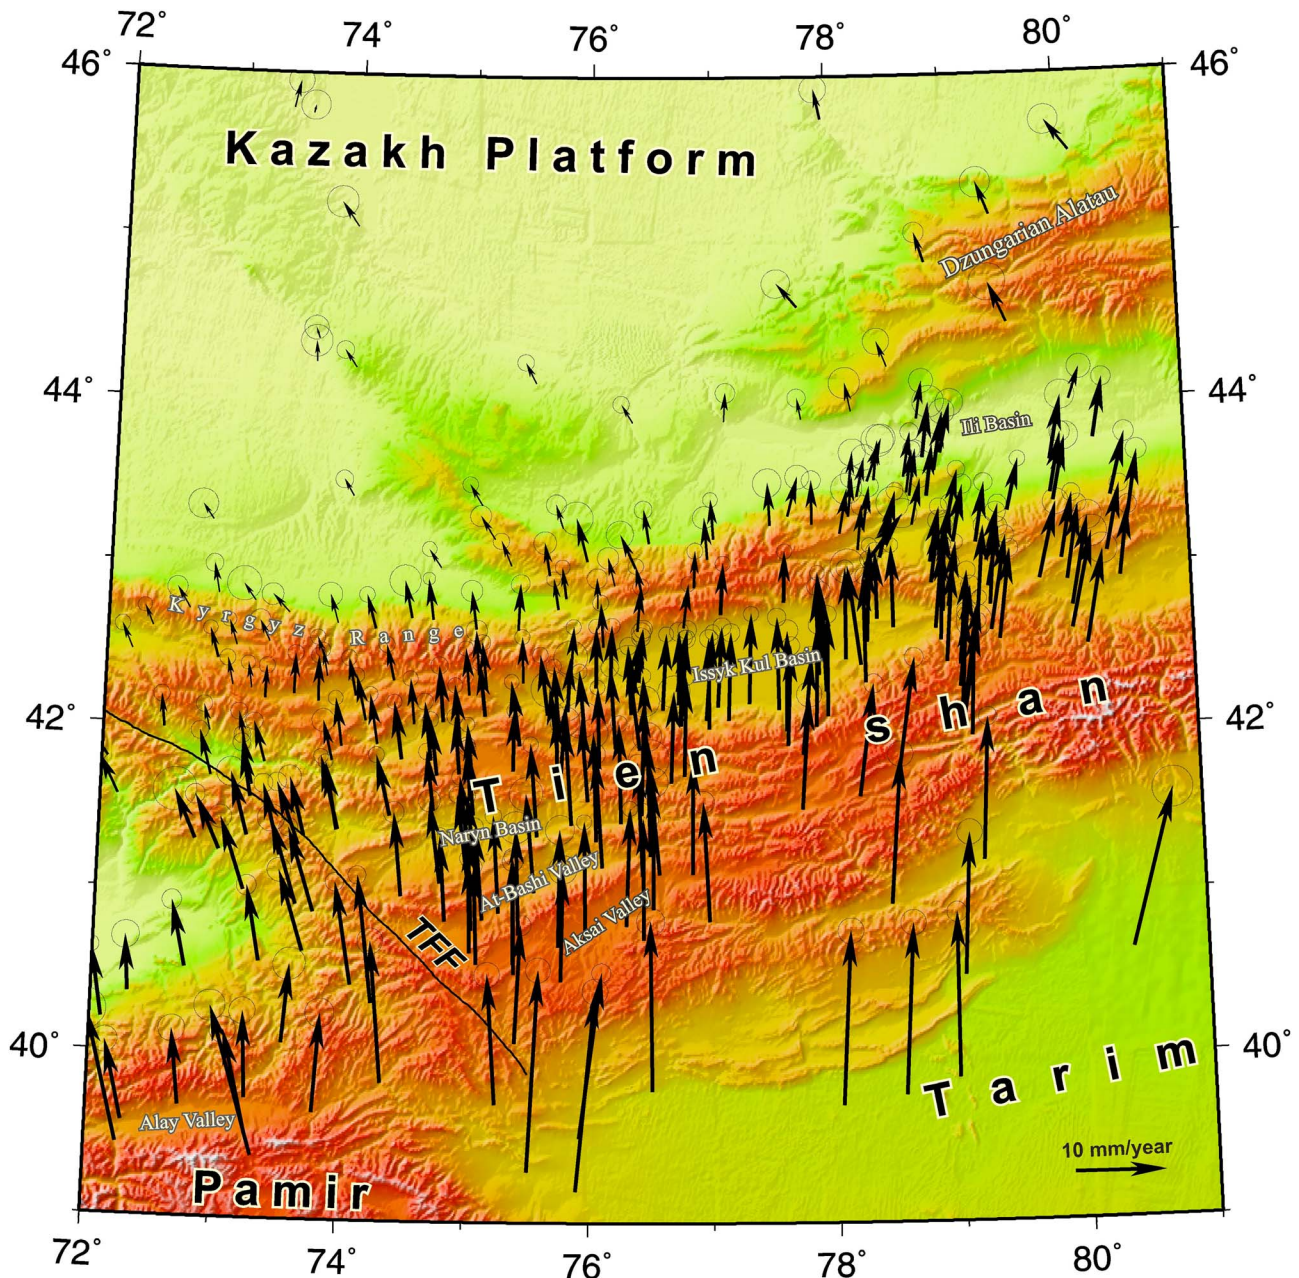 72° 74° 76° 78° 80°
46° 46°
Kazakh Platform
Dzungarian Alatau
44° 44°
Ili Basin
Kyrgyz Range
Issyk Kul Basin
42° 42°
Tien shan
Naryn Basin
At-Bashi Valley
Aksai Valley
TFF
40° 40°
Tarim
Alay Valley
10 mm/year
Pamir
72° 74° 76° 78° 80°